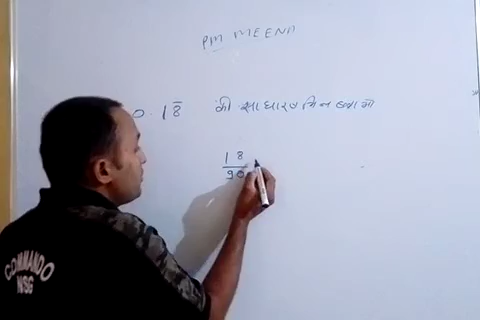 PM MEENA
0.18̅ की साधारण भिन्न बनाओ
18
90
COMMANDO
NSG